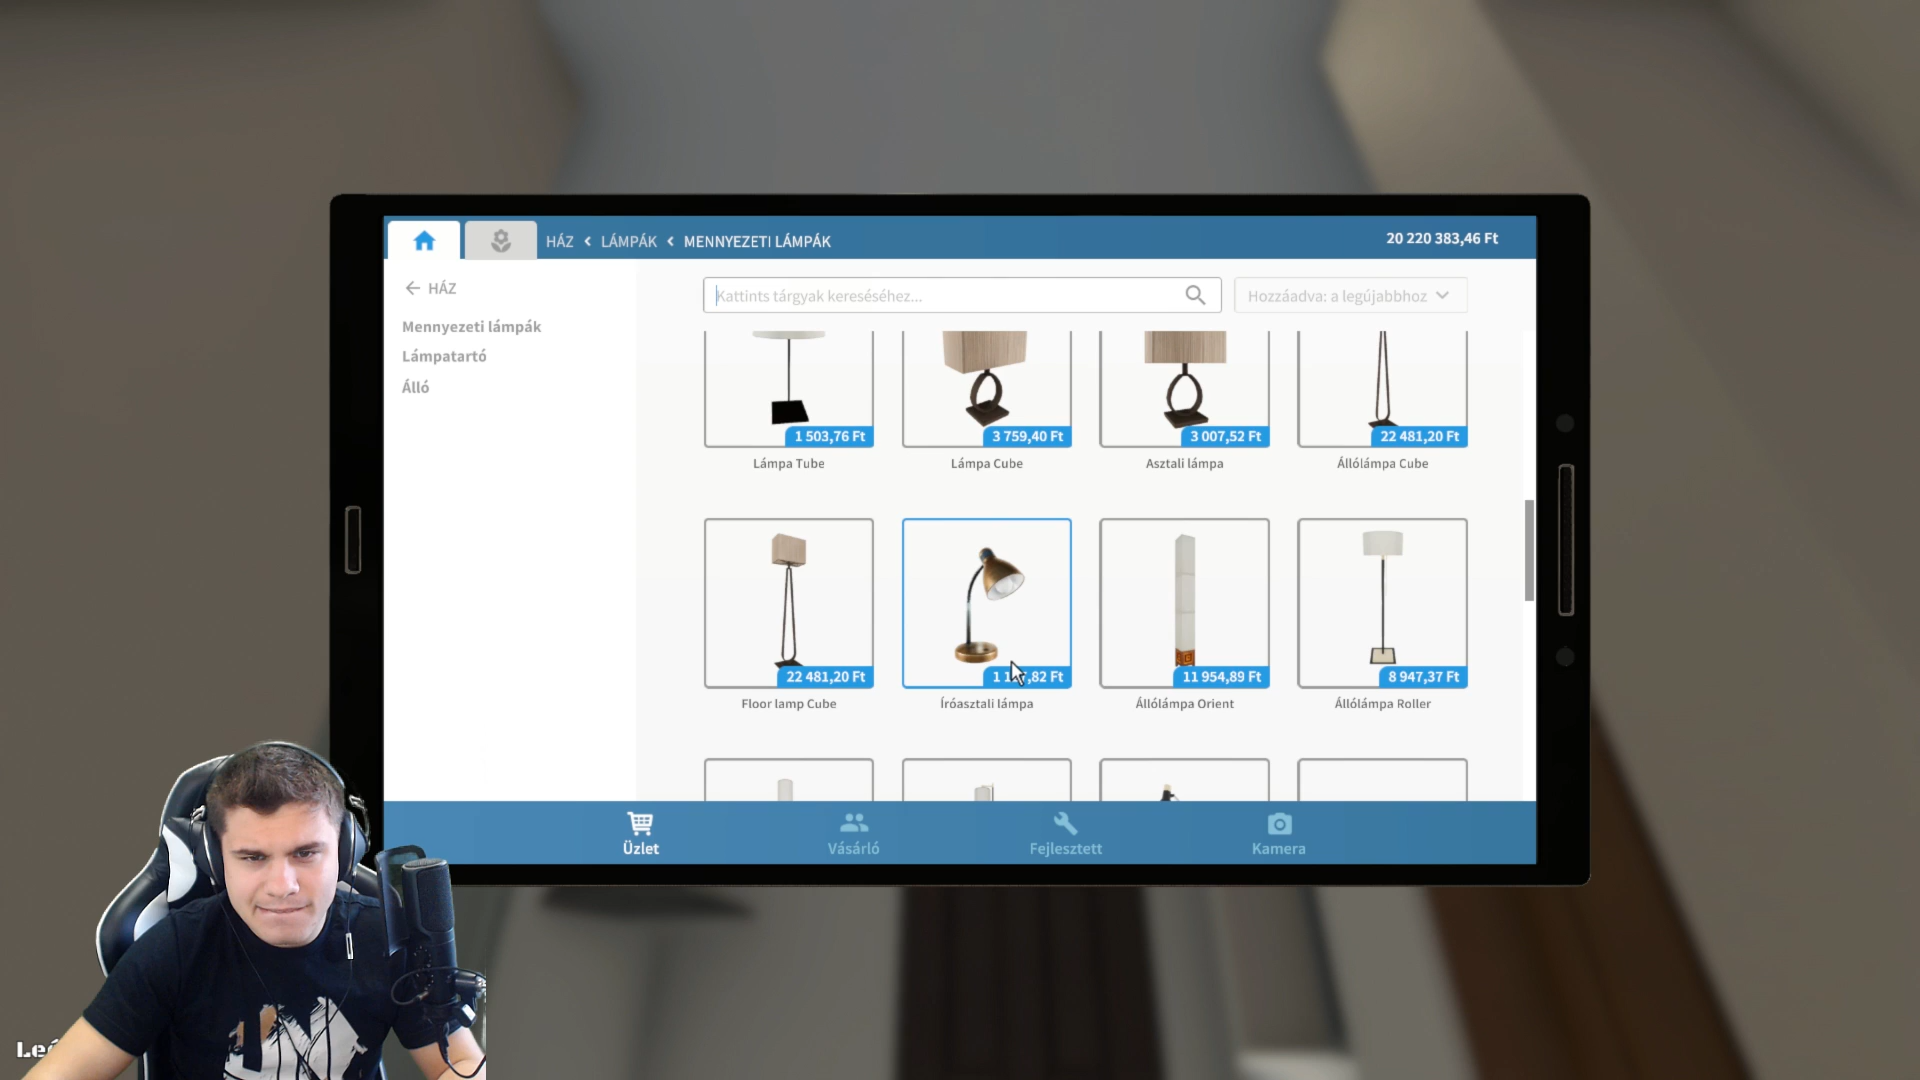 HÁZ < LÁMPÁK < MENNYEZETI LÁMPÁK
20 220 383,46 Ft
← HÁZ
Kattints tárgyak kereséséhez...
Hozzáadva: a legújabbhoz
Mennyezeti lámpák
Lámpatartó
Álló
1 503,76 Ft
3 759,40 Ft
3 007,52 Ft
22 481,20 Ft
Lámpa Tube
Lámpa Cube
Asztali lámpa
Állólámpa Cube
22 481,20 Ft
11 954,89 Ft
8 947,37 Ft
Floor lamp Cube
Íróasztali lámpa
Állólámpa Orient
Állólámpa Roller
Üzlet
Vásárló
Fejlesztett
Kamera